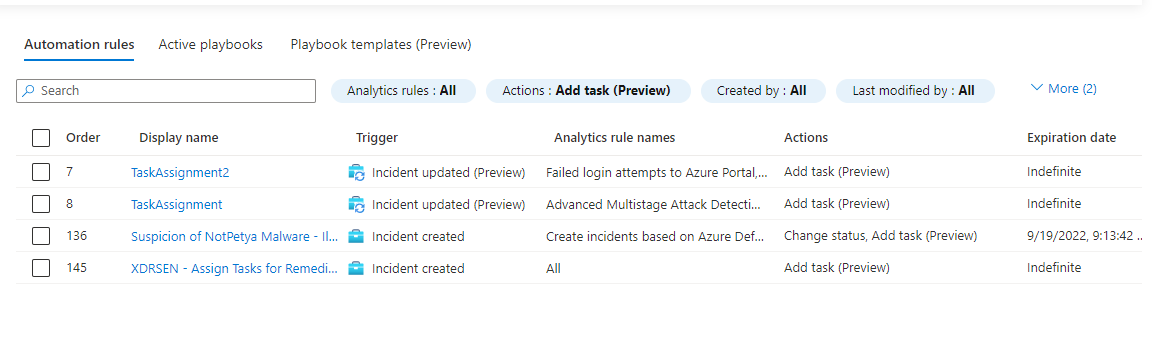 Automation rules Active playbooks Playbook templates (Preview)
Search Analytics rules : All Actions : Add task (Preview) Created by : All Last modified by : All More (2)
Order Display name Trigger Analytics rule names Actions Expiration date
7 TaskAssignment2 Incident updated (Preview) Failed login attempts to Azure Portal,... Add task (Preview) Indefinite
8 TaskAssignment Incident updated (Preview) Advanced Multistage Attack Detecti... Add task (Preview) Indefinite
136 Suspicion of NotPetya Malware - Il... Incident created Create incidents based on Azure Def... Change status, Add task (Preview) 9/19/2022, 9:13:42 ..
145 XDRSEN - Assign Tasks for Remedi... Incident created All Add task (Preview) Indefinite